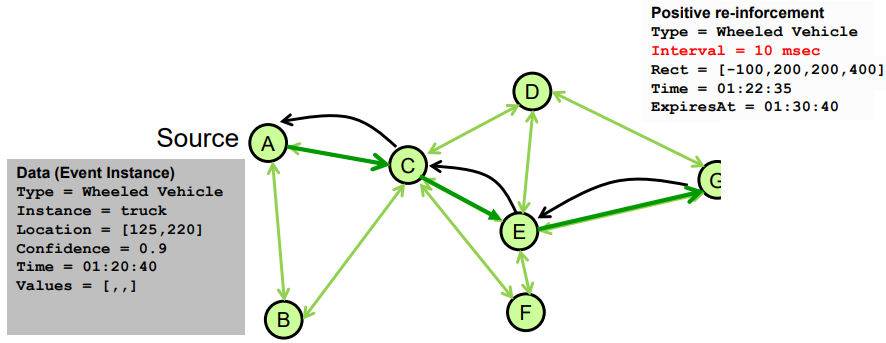 Positive re-inforcement
Type = Wheeled Vehicle
Interval = 10 msec
Rect = [-100,200,200,400]
Time = 01:22:35
ExpiresAt = 01:30:40
D
Source
A
C
G
Data (Event Instance)
Type = Wheeled Vehicle
Instance = truck
Location = [125,220]
Confidence = 0.9
Time = 01:20:40
Values = [,,]
E
B
F